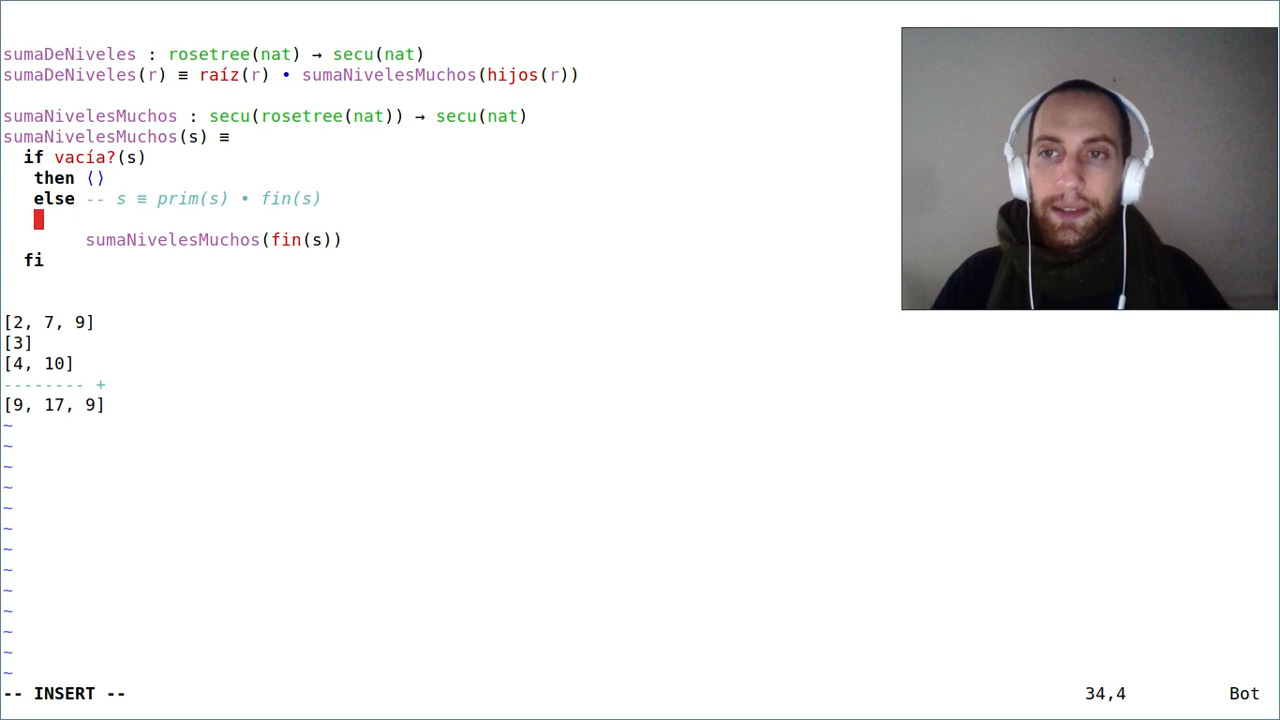 sumaDeNiveles : rosetree(nat) → secu(nat)
sumaDeNiveles(r) ≡ raíz(r) • sumaNivelesMuchos(hijos(r))
sumaNivelesMuchos : secu(rosetree(nat)) → secu(nat)
sumaNivelesMuchos(s) ≡
if vacía?(s)
then ⟨⟩
else -- s ≡ prim(s) • fin(s)
sumaNivelesMuchos(fin(s))
fi
[2, 7, 9]
[3]
[4, 10]
-------- +
[9, 17, 9]
~
~
~
~
~
~
~
~
~
~
~
~
~
-- INSERT -- 34,4 Bot